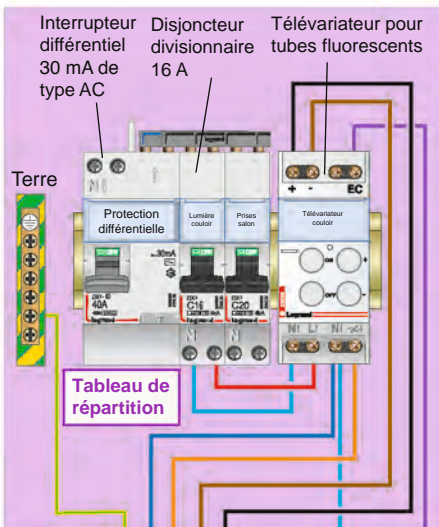 Interrupteur
différentiel
30 mA de
type AC
Disjoncteur
divisionnaire
16 A
Télévariateur pour
tubes fluorescents
Terre
+ - EC
N
Protection
différentielle
Lumière
couloir
Prises
salon
Télévariateur
couloir
30mA
ON +
OFF -
40A
C16
C20
legrand
N L N
N N
Tableau de
répartition